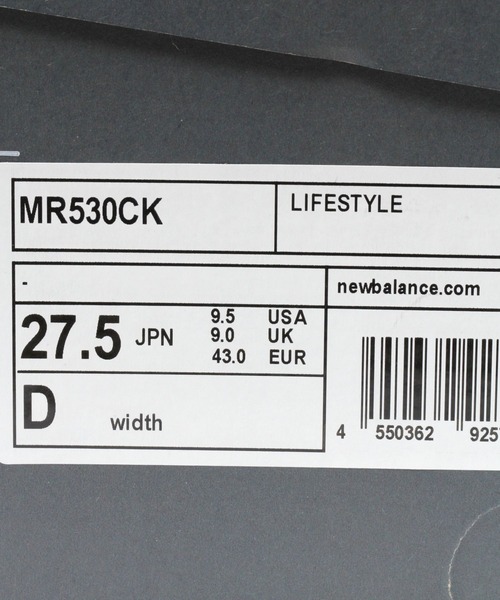 MR530CK
LIFESTYLE
-
newbalance.com
27.5 JPN
9.5 USA
9.0 UK
43.0 EUR
D width
4 550362 925